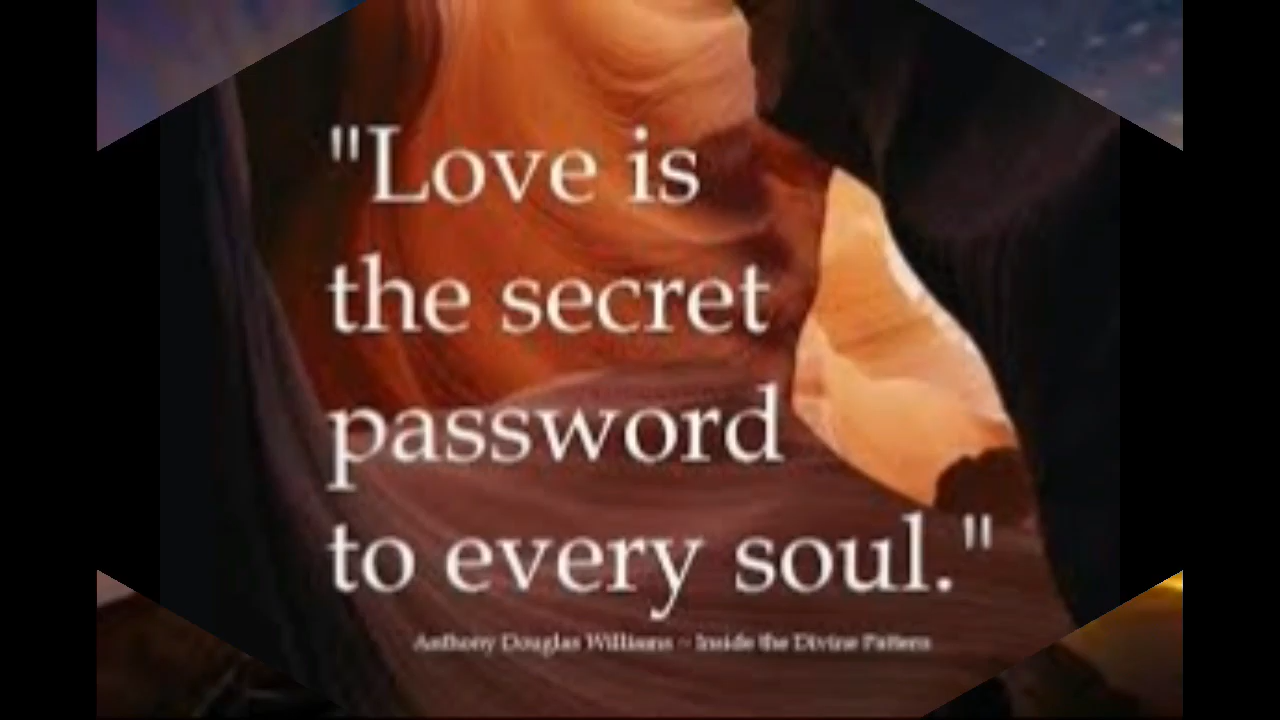 "Love is
the secret
password
to every soul."
Anthony Douglas Williams ~ Inside the Divine Pattern